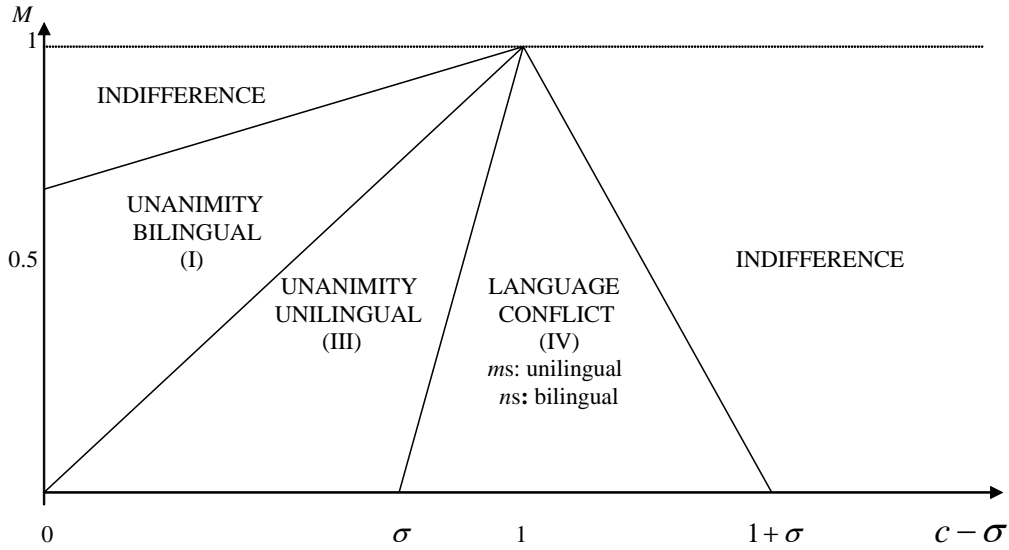 M
1
INDIFFERENCE
UNANIMITY
BILINGUAL
(I)
0.5
UNANIMITY
UNILINGUAL
(III)
LANGUAGE
CONFLICT
(IV)
ms: unilingual
ns: bilingual
INDIFFERENCE
0
σ
1
1 + σ
c − σ